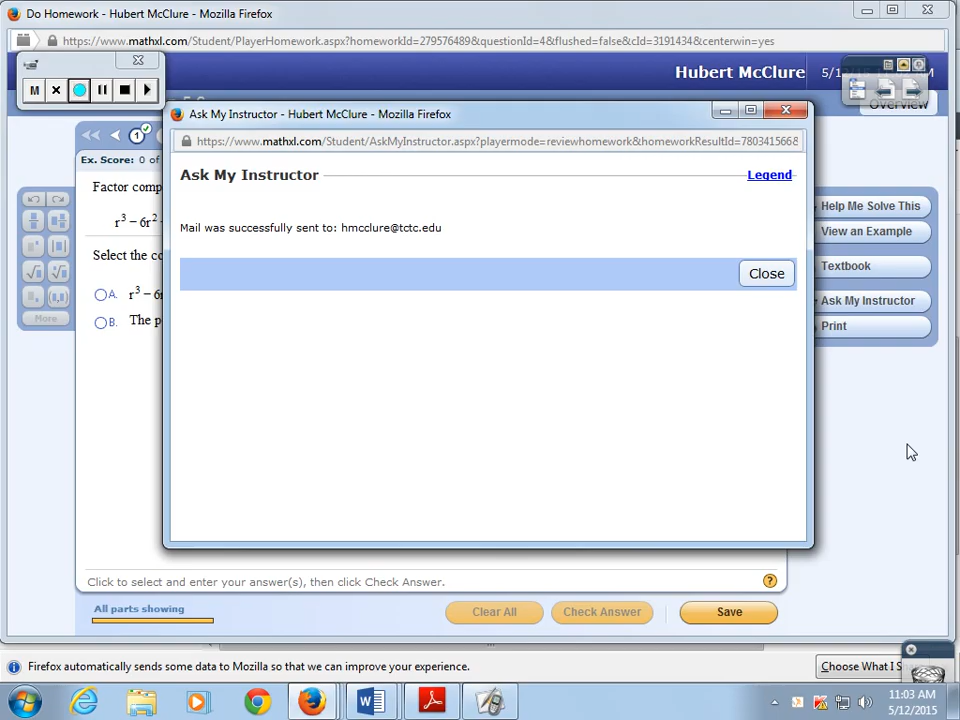 Do Homework - Hubert McClure - Mozilla Firefox
https://www.mathxl.com/Student/PlayerHomework.aspx?homeworkId=279576489&questionId=4&flushed=false&cId=3191434&centerwin=yes
Hubert McClure
Overview
M
Ask My Instructor - Hubert McClure - Mozilla Firefox
https://www.mathxl.com/Student/AskMyInstructor.aspx?playermode=reviewhomework&homeworkResultId=7803415668
Ask My Instructor
Legend
Mail was successfully sent to: hmcclure@tctc.edu
Close
1
Ex. Score: 0 of
Factor comp
r³ − 6r²
Select the co
A. r³ − 6r
B. The p
More
Help Me Solve This
View an Example
Textbook
Ask My Instructor
Print
Click to select and enter your answer(s), then click Check Answer.
?
All parts showing
Clear All
Check Answer
Save
Firefox automatically sends some data to Mozilla so that we can improve your experience.
Choose What I S
11:03 AM
5/12/2015